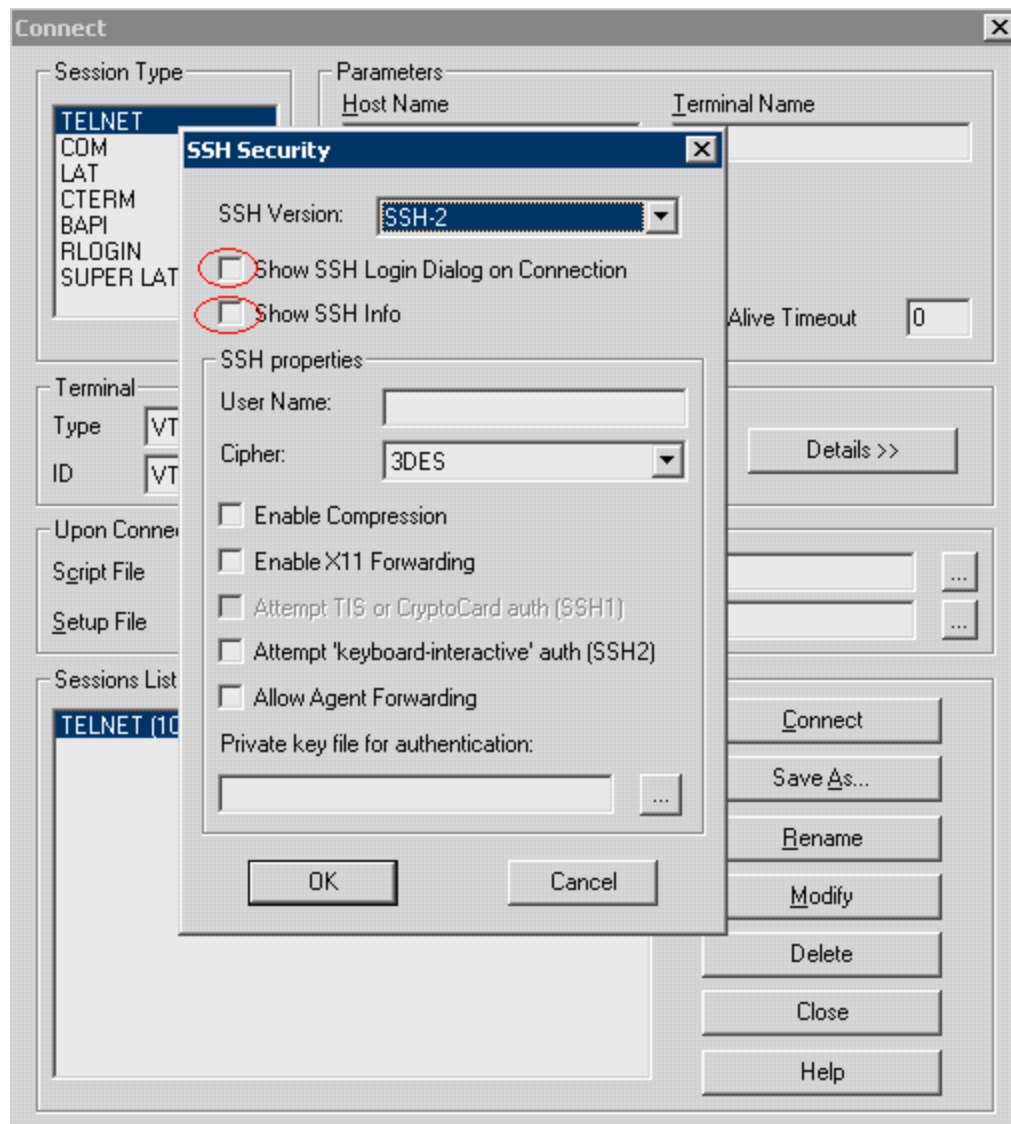 Connect
Session Type
Parameters
Host Name
Terminal Name
TELNET
COM
LAT
CTERM
BAPI
RLOGIN
SUPER LAT
Alive Timeout
0
SSH Security
SSH Version:
SSH-2
Show SSH Login Dialog on Connection
Show SSH Info
SSH properties
User Name:
Cipher:
3DES
Enable Compression
Enable X11 Forwarding
Attempt TIS or CryptoCard auth (SSH1)
Attempt 'keyboard-interactive' auth (SSH2)
Allow Agent Forwarding
Private key file for authentication:
...
OK
Cancel
Terminal
Type
VT
ID
VT
Details >>
Upon Conne
Script File
...
Setup File
...
Sessions List
TELNET (10
Connect
Save As...
Rename
Modify
Delete
Close
Help